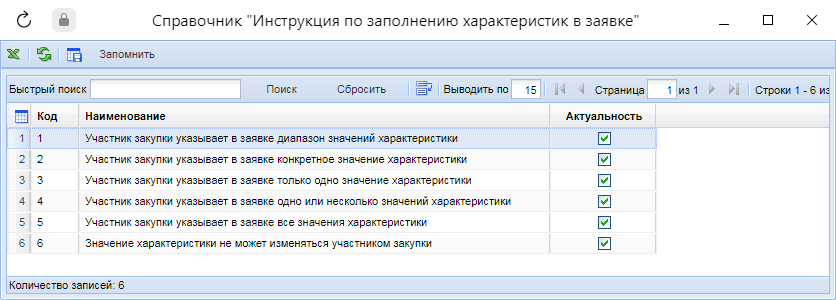 Справочник "Инструкция по заполнению характеристик в заявке"
Запомнить
Быстрый поиск Поиск Сбросить Выводить по 15 Страница 1 из 1 Строки 1 - 6 из
Код Наименование Актуальность
1 1 Участник закупки указывает в заявке диапазон значений характеристики
2 2 Участник закупки указывает в заявке конкретное значение характеристики
3 3 Участник закупки указывает в заявке только одно значение характеристики
4 4 Участник закупки указывает в заявке одно или несколько значений характеристики
5 5 Участник закупки указывает в заявке все значения характеристики
6 6 Значение характеристики не может изменяться участником закупки
Количество записей: 6